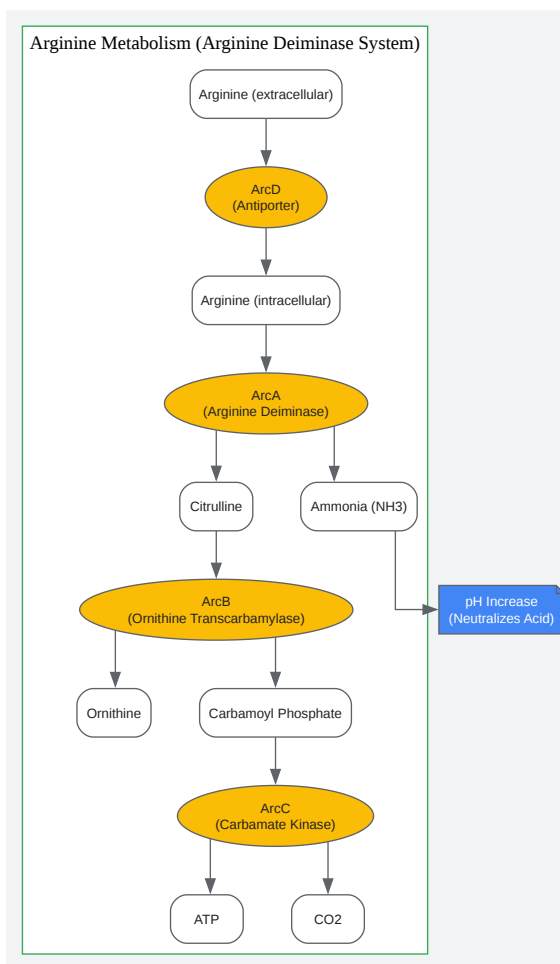 Arginine Metabolism (Arginine Deiminase System)
Arginine (extracellular)
ArcD
(Antiporter)
Arginine (intracellular)
ArcA
(Arginine Deiminase)
Citrulline
Ammonia (NH3)
ArcB
(Ornithine Transcarbamylase)
pH Increase
(Neutralizes Acid)
Ornithine
Carbamoyl Phosphate
ArcC
(Carbamate Kinase)
ATP
CO2